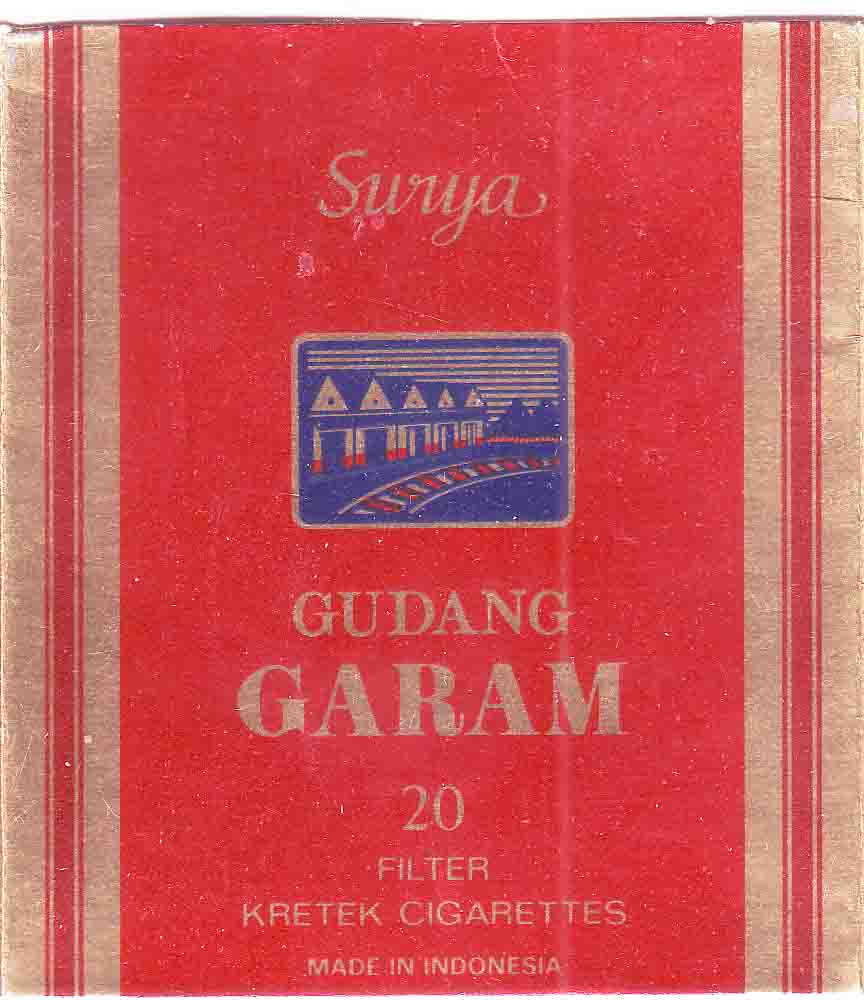 Surya
GUDANG
GARAM
20
FILTER
KRETEK CIGARETTES
MADE IN INDONESIA